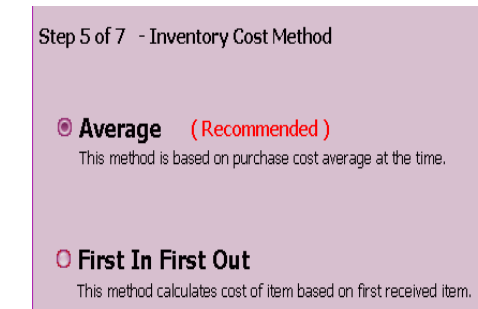 Step 5 of 7 - Inventory Cost Method
Average (Recommended)
This method is based on purchase cost average at the time.
First In First Out
This method calculates cost of item based on first received item.